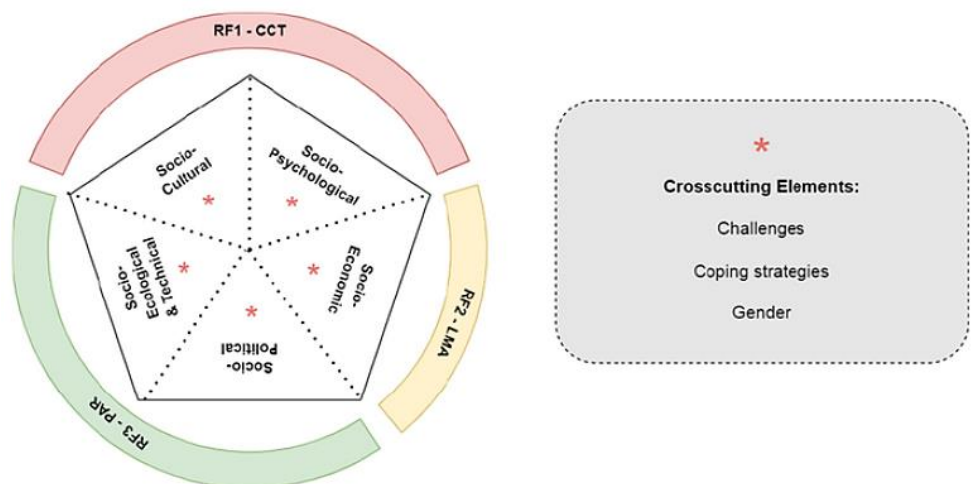 RF1 - CCT
Socio-
Cultural
*
Socio-
Psychological
*
Socio-
Ecological
& Technical
*
Socio-
Economic
*
Socio-
Political
*
RF2 - LMA
RF3 - PAR
*
Crosscutting Elements:
Challenges
Coping strategies
Gender